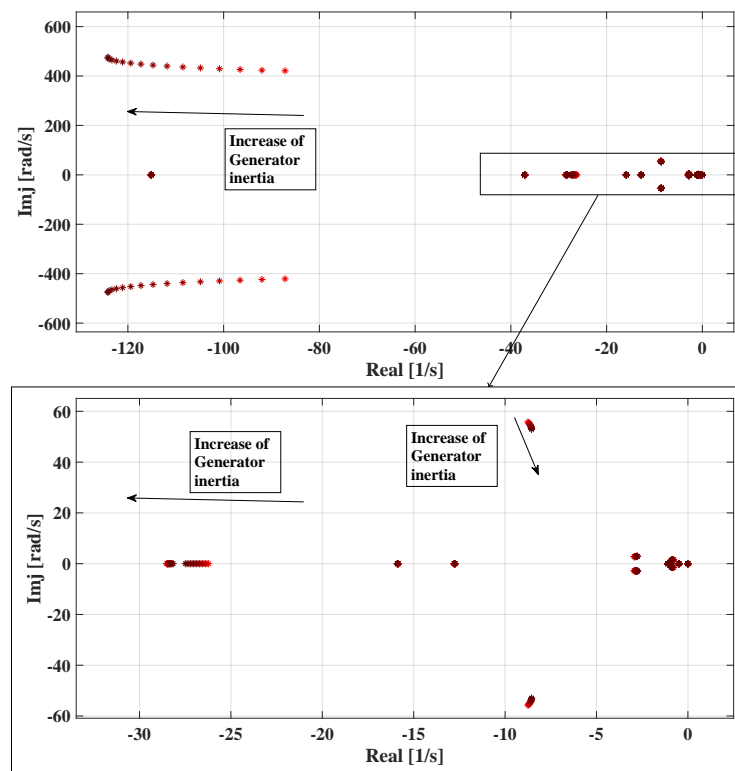 600
400
200
0
-200
-400
-600
Imj [rad/s]
Increase of
Generator
inertia
-120
-100
-80
-60
-40
-20
0
Real [1/s]
60
40
20
0
-20
-40
-60
Imj [rad/s]
Increase of
Generator
inertia
Increase of
Generator
inertia
-30
-25
-20
-15
-10
-5
0
Real [1/s]